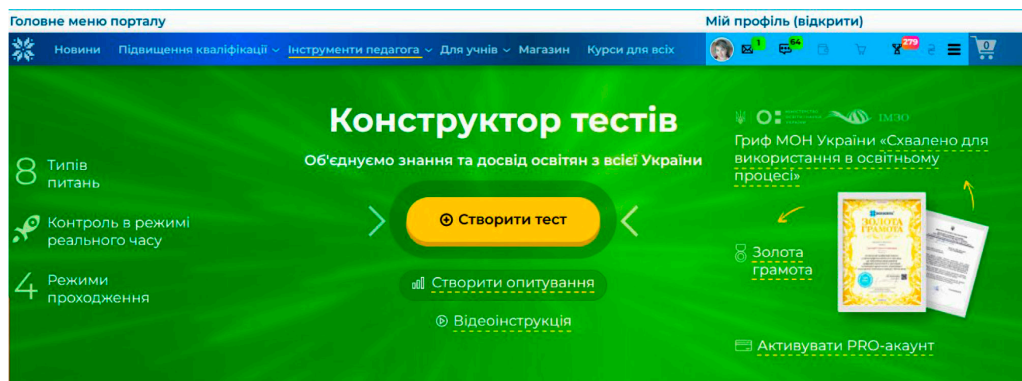 Головне меню порталу
Мій профіль (відкрити)
Новини Підвищення кваліфікації Інструменти педагога Для учнів Магазин Курси для всіх
1 64 279 0
Конструктор тестів
Об'єднуємо знання та досвід освітян з всієї України
8 Типів
питань
Контроль в режимі
реального часу
4 Режими
проходження
Створити тест
Створити опитування
Відеоінструкція
ІМЗО
Гриф МОН України «Схвалено для
використання в освітньому
процесі»
ЗОЛОТА
ГРАМОТА
Золота
грамота
Активувати PRO-акаунт